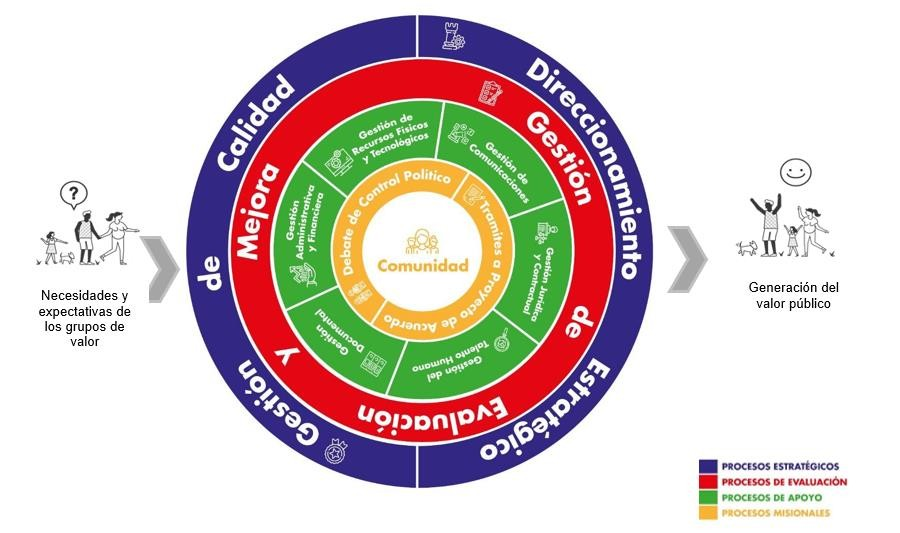 ?
Necesidades y
expectativas de
los grupos de
valor
Direccionamiento Estratégico
Gestión de Calidad
Gestión de
Evaluación
y Mejora
Gestión de
Recursos Físicos
y Tecnológicos
Gestión de
Comunicaciones
Gestión Jurídica
y Contractual
Gestión del
Talento Humano
Gestión
Documental
Gestión
Administrativa
y Financiera
Debate de Control Político
Trámites a Proyecto de Acuerdo
Comunidad
Generación del
valor público
PROCESOS ESTRATÉGICOS
PROCESOS DE EVALUACIÓN
PROCESOS DE APOYO
PROCESOS MISIONALES